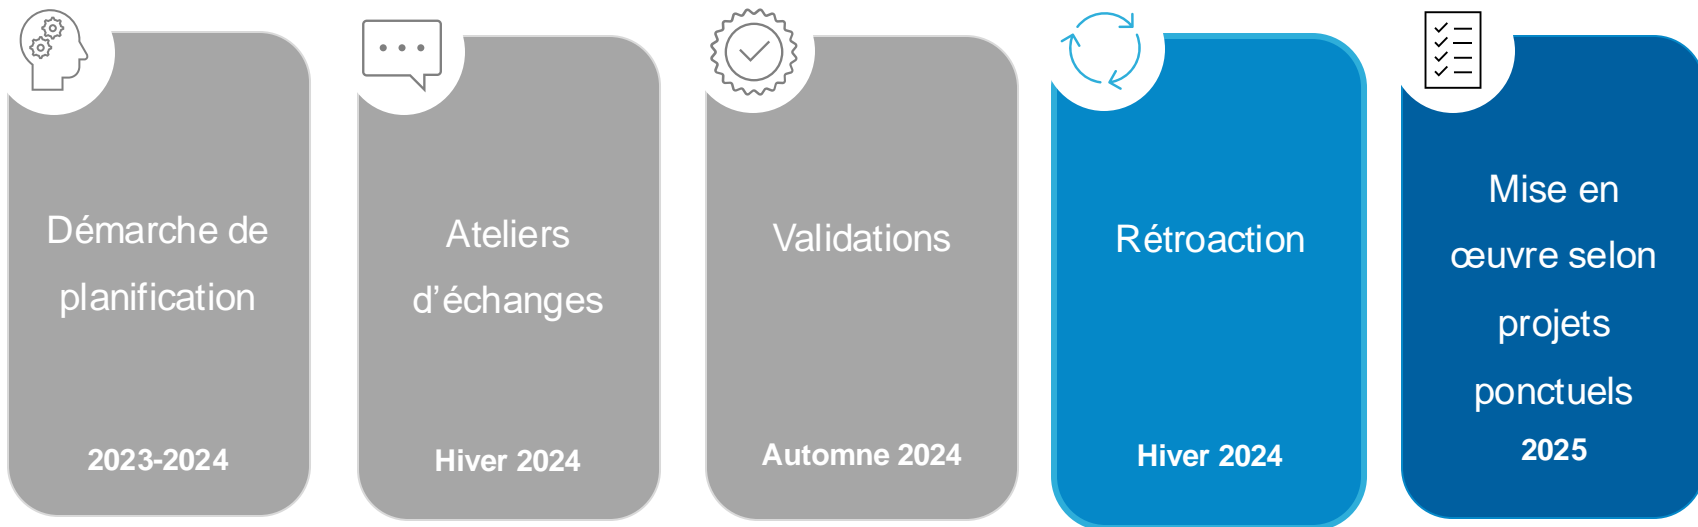 Démarche de
planification
2023-2024
Ateliers
d’échanges
Hiver 2024
Validations
Automne 2024
Rétroaction
Hiver 2024
Mise en
œuvre selon
projets
ponctuels
2025